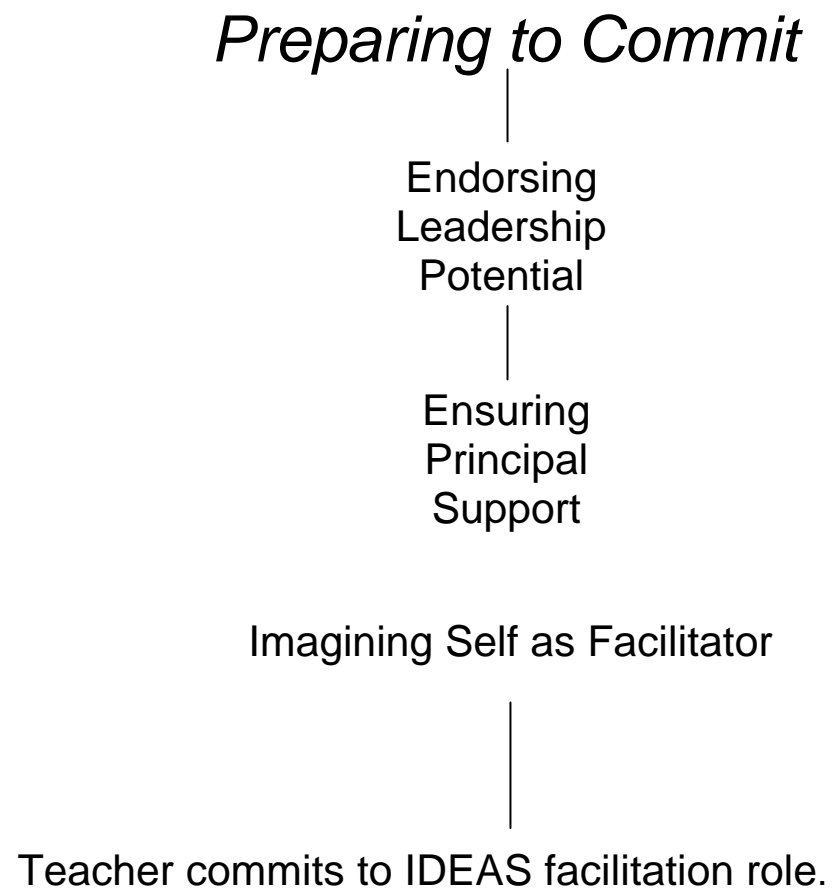 Preparing to Commit
Endorsing
Leadership
Potential
Ensuring
Principal
Support
Imagining Self as Facilitator
Teacher commits to IDEAS facilitation role.